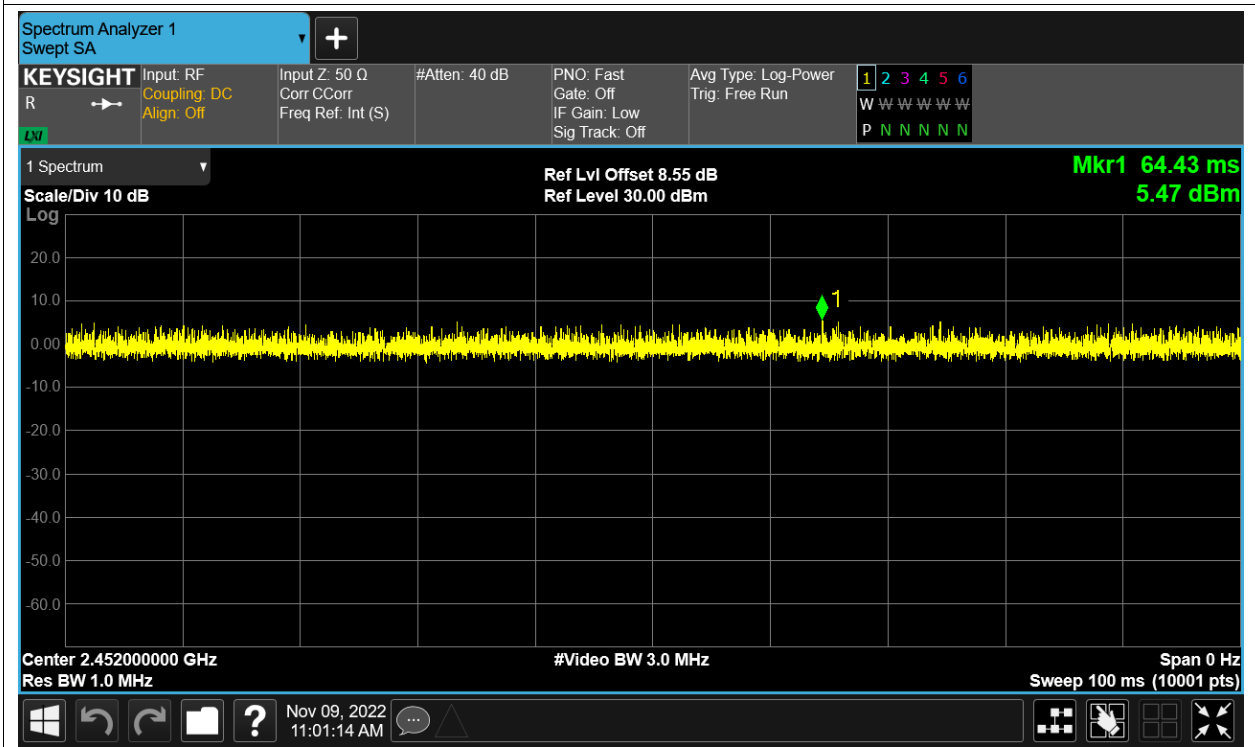 Spectrum Analyzer 1
Swept SA
KEYSIGHT
R
LXI
Input: RF
Coupling: DC
Align: Off
Input Z: 50 Ω
Corr CCorr
Freq Ref: Int (S)
#Atten: 40 dB
PNO: Fast
Gate: Off
IF Gain: Low
Sig Track: Off
Avg Type: Log-Power
Trig: Free Run
1 2 3 4 5 6
W W W W W W
P N N N N N
1 Spectrum
Scale/Div 10 dB
Log
Ref Lvl Offset 8.55 dB
Ref Level 30.00 dBm
Mkr1 64.43 ms
5.47 dBm
20.0
10.0
1
0.00
-10.0
-20.0
-30.0
-40.0
-50.0
-60.0
Center 2.452000000 GHz
Res BW 1.0 MHz
#Video BW 3.0 MHz
Span 0 Hz
Sweep 100 ms (10001 pts)
?
Nov 09, 2022
11:01:14 AM